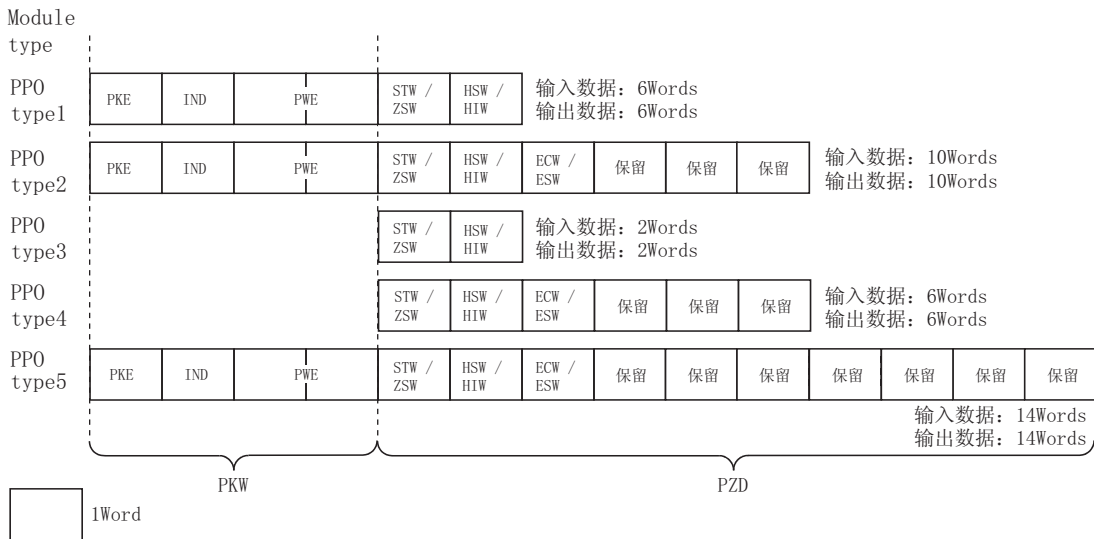 Module
type
PPO
type1
PKE
IND
PWE
STW /
ZSW
HSW /
HIW
输入数据：6Words
输出数据：6Words
PPO
type2
PKE
IND
PWE
STW /
ZSW
HSW /
HIW
ECW /
ESW
保留
保留
保留
输入数据：10Words
输出数据：10Words
PPO
type3
STW /
ZSW
HSW /
HIW
输入数据：2Words
输出数据：2Words
PPO
type4
STW /
ZSW
HSW /
HIW
ECW /
ESW
保留
保留
保留
输入数据：6Words
输出数据：6Words
PPO
type5
PKE
IND
PWE
STW /
ZSW
HSW /
HIW
ECW /
ESW
保留
保留
保留
保留
保留
保留
保留
输入数据：14Words
输出数据：14Words
PKW
PZD
1Word